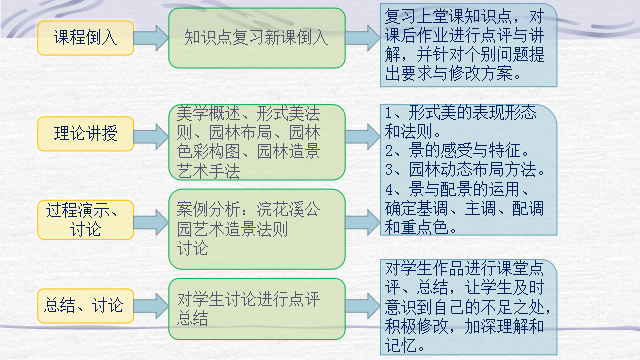 课程倒入
知识点复习新课倒入
复习上堂课知识点，对
课后作业进行点评与讲
解，并针对个别问题提
出要求与修改方案。
理论讲授
美学概述、形式美法
则、园林布局、园林
色彩构图、园林造景
艺术手法
1、形式美的表现形态
和法则。
2、景的感受与特征。
3、园林动态布局方法。
4、景与配景的运用、
确定基调、主调、配调
和重点色。
过程演示、
讨论
案例分析：浣花溪公
园艺术造景法则
讨论
总结、讨论
对学生讨论进行点评
总结
对学生作品进行课堂点
评、总结，让学生及时
意识到自己的不足之处，
积极修改，加深理解和
记忆。